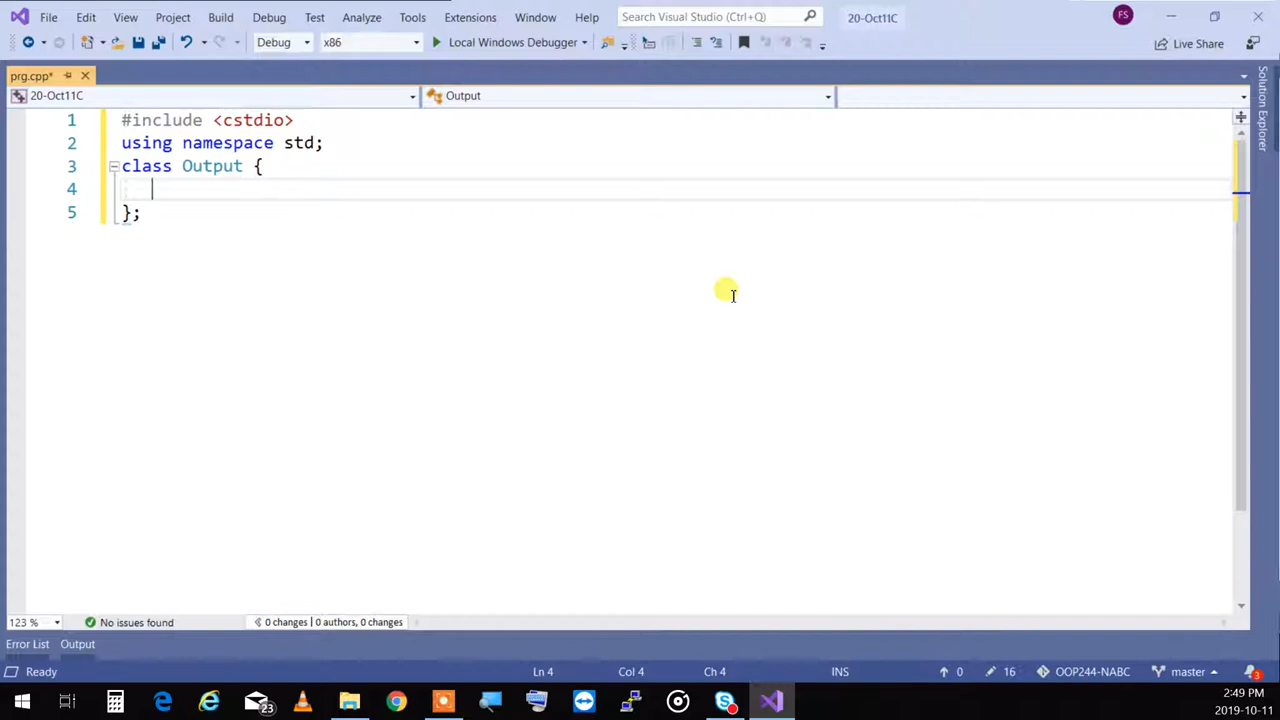 File Edit View Project Build Debug Test Analyze Tools Extensions Window Help Search Visual Studio (Ctrl+Q) 20-Oct11C FS
Debug x86 Local Windows Debugger Live Share
prg.cpp*
20-Oct11C Output
Solution Explorer
1 #include <cstdio>
2 using namespace std;
3 class Output {
4
5 };
123 % No issues found 0 changes | 0 authors, 0 changes
Error List Output
Ready Ln 4 Col 4 Ch 4 INS 0 16 OOP244-NABC master 3
23 2:49 PM
2019-10-11